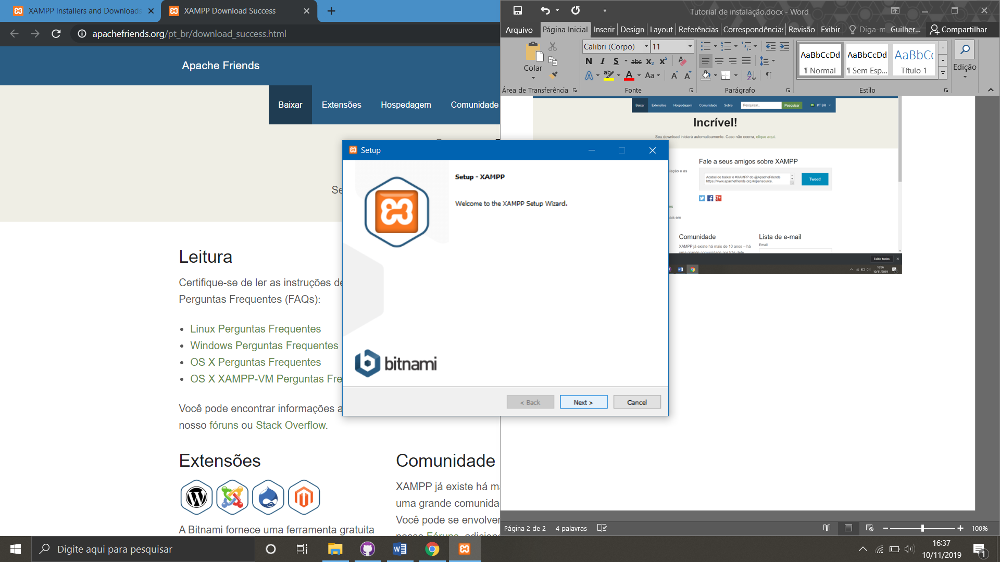 XAMPP Installers and Downloads
XAMPP Download Success
apachefriends.org/pt_br/download_success.html
Apache Friends
Baixar
Extensões
Hospedagem
Comunidade
Se
Leitura
Certifique-se de ler as instruções de
Perguntas Frequentes (FAQs):
• Linux Perguntas Frequentes
• Windows Perguntas Frequentes
• OS X Perguntas Frequentes
• OS X XAMPP-VM Perguntas Fre
Você pode encontrar informações a
nosso fóruns ou Stack Overflow.
Extensões
A Bitnami fornece uma ferramenta gratuita
Comunidade
XAMPP já existe há m
uma grande comunida
Você pode se envolver
nosso Fóruns, adicion
Setup
Setup - XAMPP
Welcome to the XAMPP Setup Wizard.
bitnami
< Back
Next >
Cancel
Tutorial de instalação.docx - Word
Arquivo
Página Inicial
Inserir
Design
Layout
Referências
Correspondências
Revisão
Exibir
Diga-m
Guilher...
Compartilhar
Colar
Área de Transferência
Calibri (Corpo)
11
N I S abc x₂ x²
A aby A Aa A A
Fonte
Parágrafo
AaBbCcDd
¶ Normal
AaBbCcDd
¶ Sem Esp...
AaBbCc
Título 1
Estilo
Edição
Baixar
Extensões
Hospedagem
Comunidade
Sobre
Pesquisar...
Pesquisar
PT BR
Incrível!
Seu download iniciará automaticamente. Caso não ocorra, clique aqui.
Fale a seus amigos sobre XAMPP
alação e as
Acabei de baixar o #XAMPP do @ApacheFriends
https://www.apachefriends.org #opensource.
Tweet!
es
ais em
Comunidade
XAMPP já existe há mais de 10 anos – há
uma grande comunidade por trás dele.
Lista de e-mail
Email
Exibir todos
16:36
10/11/2019
Página 2 de 2
4 palavras
100%
Digite aqui para pesquisar
16:37
10/11/2019
1